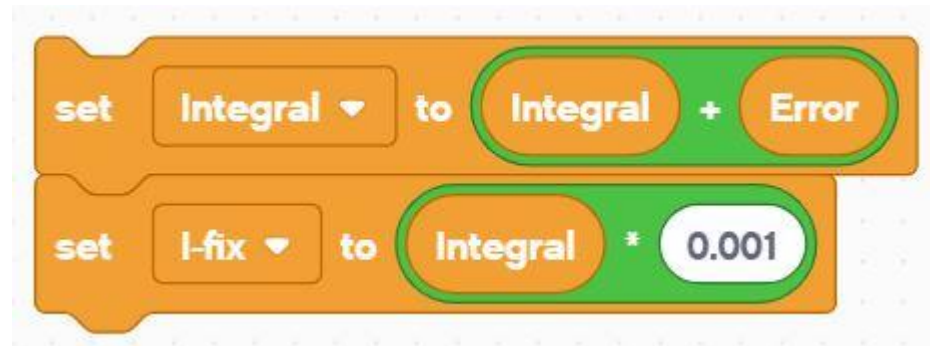 set Integral to Integral + Error
set I-fix to Integral * 0.001